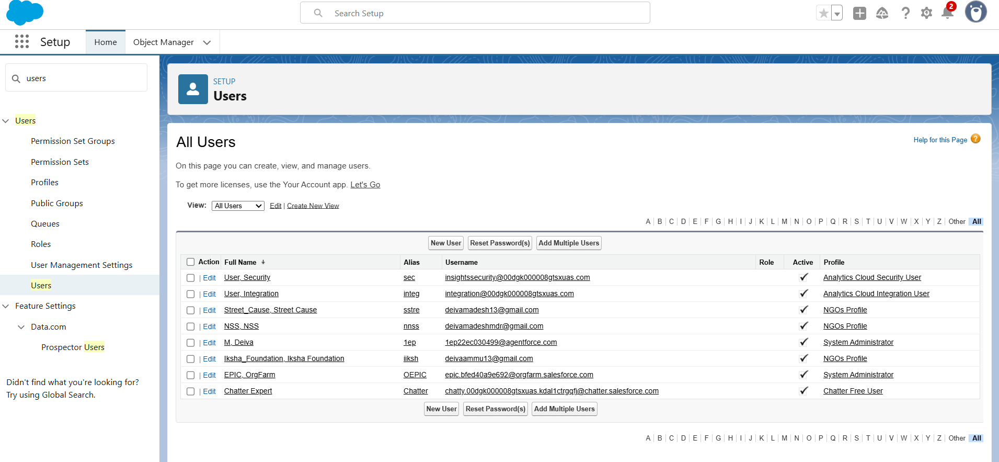 Search Setup
2
Setup
Home
Object Manager
users
Users
Permission Set Groups
Permission Sets
Profiles
Public Groups
Queues
Roles
User Management Settings
Users
Feature Settings
Data.com
Prospector Users
Didn't find what you're looking for?
Try using Global Search.
SETUP
Users
All Users
Help for this Page ?
On this page you can create, view, and manage users.
To get more licenses, use the Your Account app. Let's Go
View: All Users Edit | Create New View
A B C D E F G H I J K L M N O P Q R S T U V W X Y Z Other All
New User Reset Password(s) Add Multiple Users
Action Full Name Alias Username Role Active Profile
| Edit User, Security sec insightssecurity@00dgk000008gtsxuas.com Analytics Cloud Security User
| Edit User, Integration integ integration@00dgk000008gtsxuas.com Analytics Cloud Integration User
| Edit Street_Cause, Street Cause sstre deivamadesh13@gmail.com NGOs Profile
| Edit NSS, NSS nnss deivamadeshmdr@gmail.com NGOs Profile
| Edit M, Deiva 1ep 1ep22ec030499@agentforce.com System Administrator
| Edit Iksha_Foundation, Iksha Foundation iiksh deivaammu13@gmail.com NGOs Profile
| Edit EPIC, OrgFarm OEPIC epic.bfed40a9e692@orgfarm.salesforce.com System Administrator
| Edit Chatter Expert Chatter chatty.00dgk000008gtsxuas.kdal1ctrgqfj@chatter.salesforce.com Chatter Free User
New User Reset Password(s) Add Multiple Users
A B C D E F G H I J K L M N O P Q R S T U V W X Y Z Other All